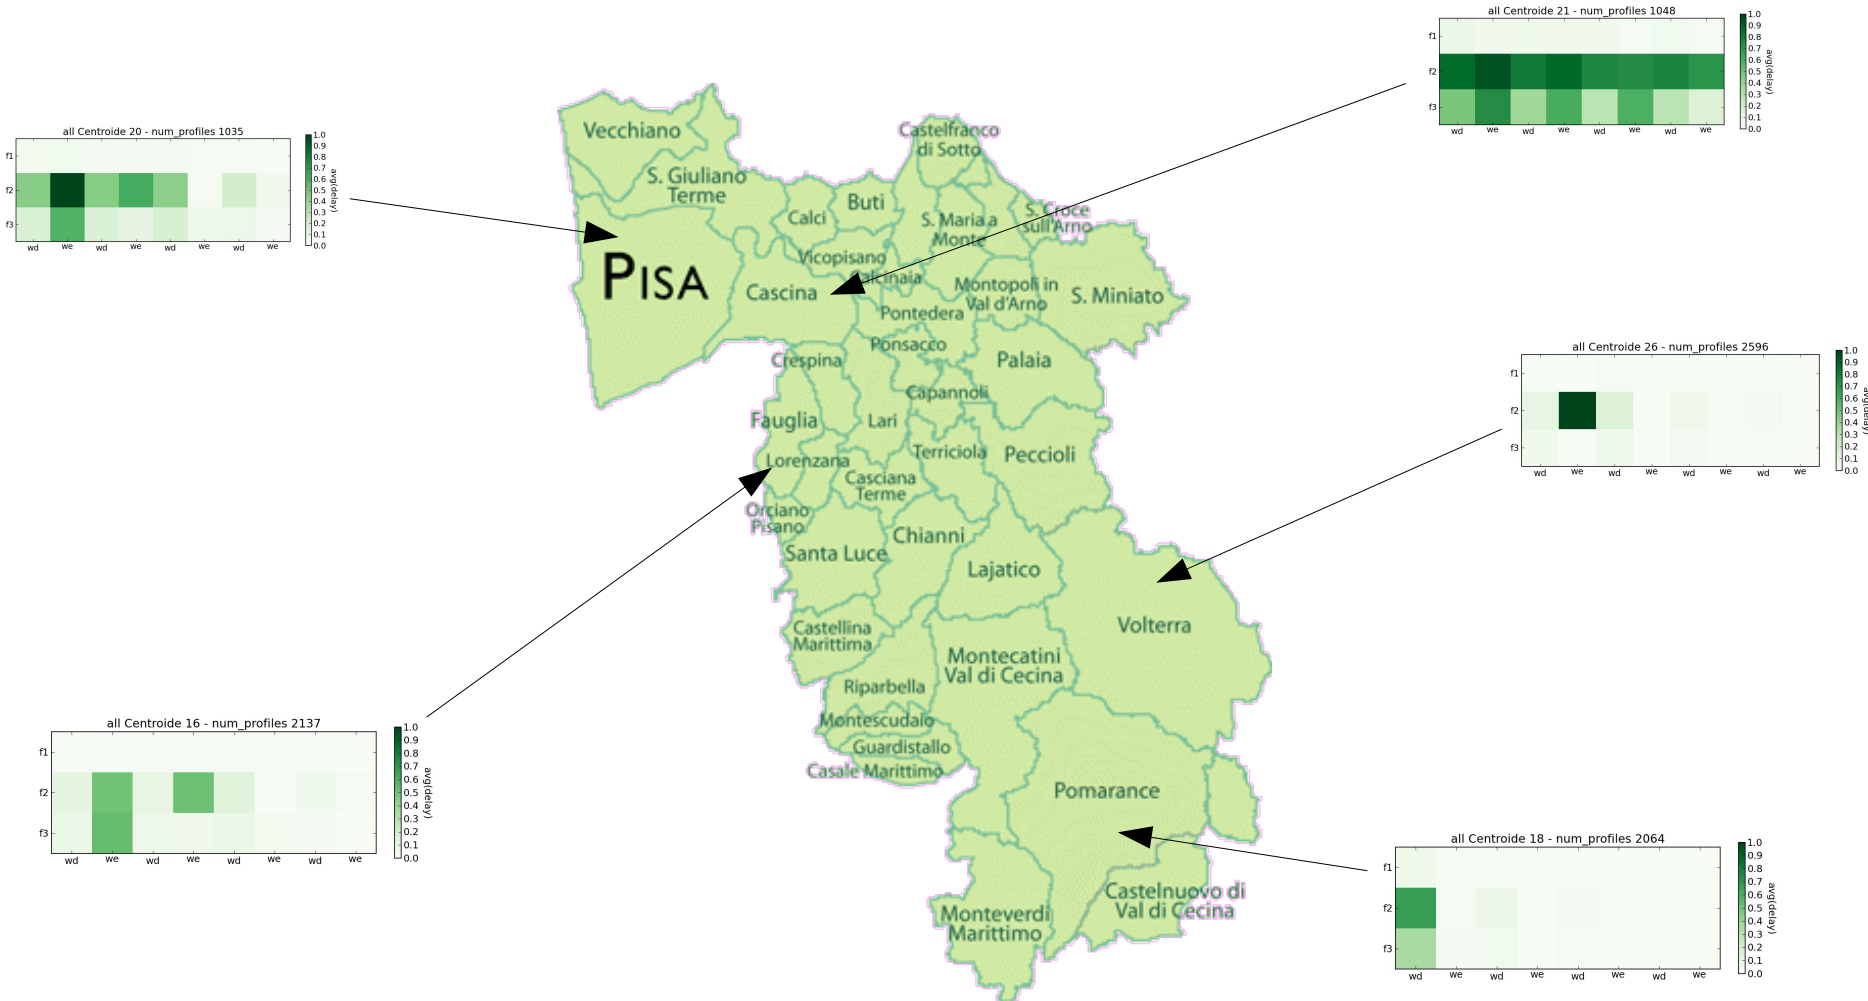 all Centroide 21 - num_profiles 1048
f1
f2
f3
wd we wd we wd we wd we
1.0
0.9
0.8
0.7
0.6
0.5
0.4
0.3
0.2
0.1
0.0
avg(delay)
all Centroide 20 - num_profiles 1035
f1
f2
f3
wd we wd we wd we wd we
1.0
0.9
0.8
0.7
0.6
0.5
0.4
0.3
0.2
0.1
0.0
avg(delay)
Vecchiano
Castelfranco
di Sotto
S. Giuliano
Terme
Calci
Buti
S. Maria a
Monte
S. Croce
sull'Arno
Vicopisano
Calcinaia
PISA
Cascina
Montopoli in
Val d'Arno
S. Miniato
Pontedera
Ponsacco
Crespina
Palaia
Capannoli
Fauglia
Lari
Terriciola
Peccioli
Lorenzana
Casciana
Terme
Orciano
Pisano
Chianni
Santa Luce
Lajatico
Volterra
Castellina
Marittima
Montecatini
Val di Cecina
Riparbella
Montescudaio
Guardistallo
Casale Marittimo
Pomarance
Castelnuovo di
Val di Cecina
Monteverdi
Marittimo
all Centroide 26 - num_profiles 2596
f1
f2
f3
wd we wd we wd we wd we
1.0
0.9
0.8
0.7
0.6
0.5
0.4
0.3
0.2
0.1
0.0
avg(delay)
all Centroide 16 - num_profiles 2137
f1
f2
f3
wd we wd we wd we wd we
1.0
0.9
0.8
0.7
0.6
0.5
0.4
0.3
0.2
0.1
0.0
avg(delay)
all Centroide 18 - num_profiles 2064
f1
f2
f3
wd we wd we wd we wd we
1.0
0.9
0.8
0.7
0.6
0.5
0.4
0.3
0.2
0.1
0.0
avg(delay)